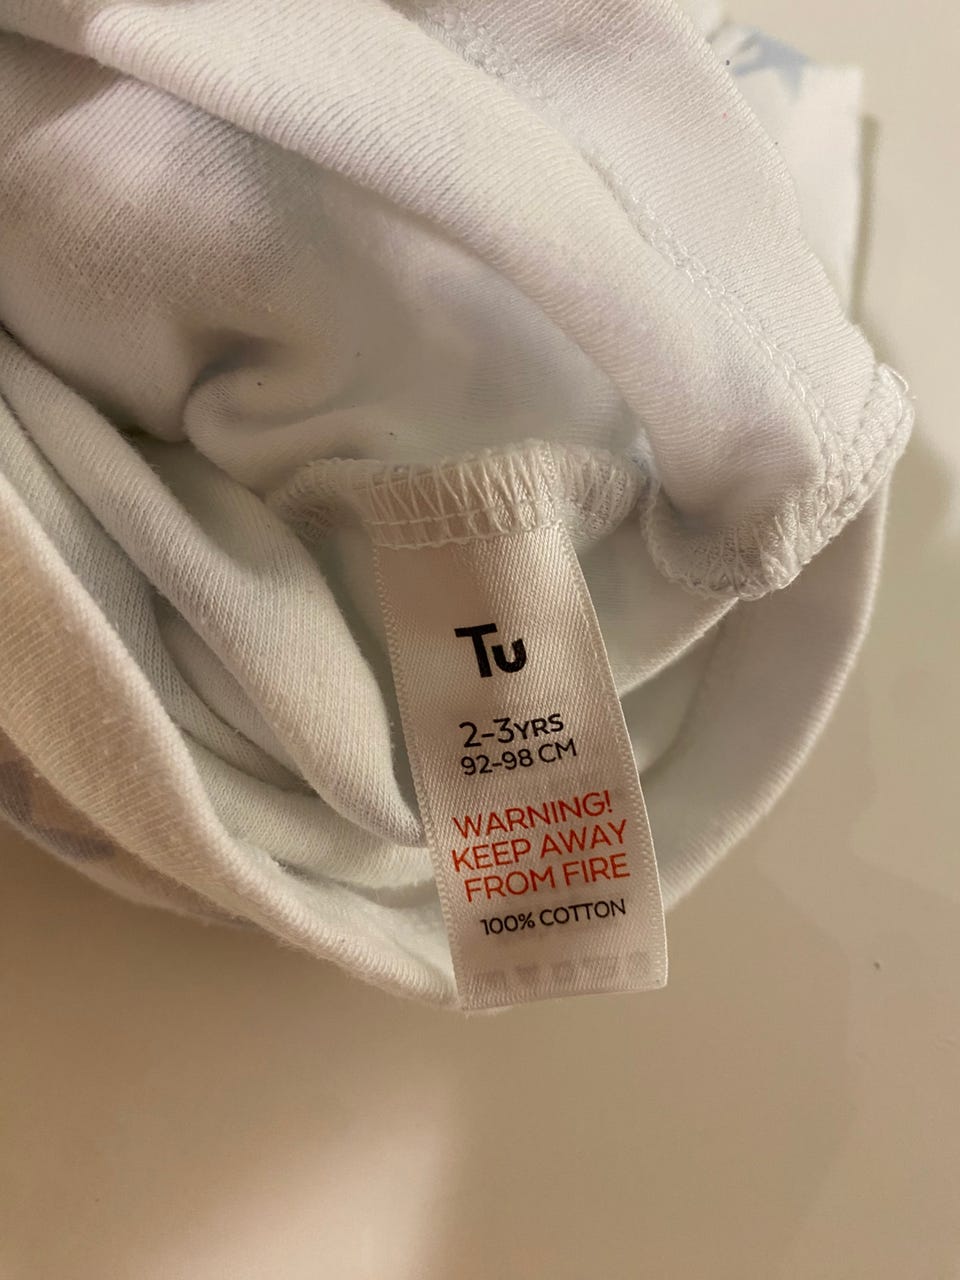 Tu
2-3YRS
92-98 CM
WARNING!
KEEP AWAY
FROM FIRE
100% COTTON